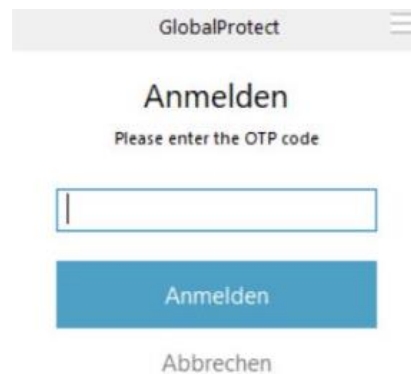 GlobalProtect
Anmelden
Please enter the OTP code
Anmelden
Abbrechen